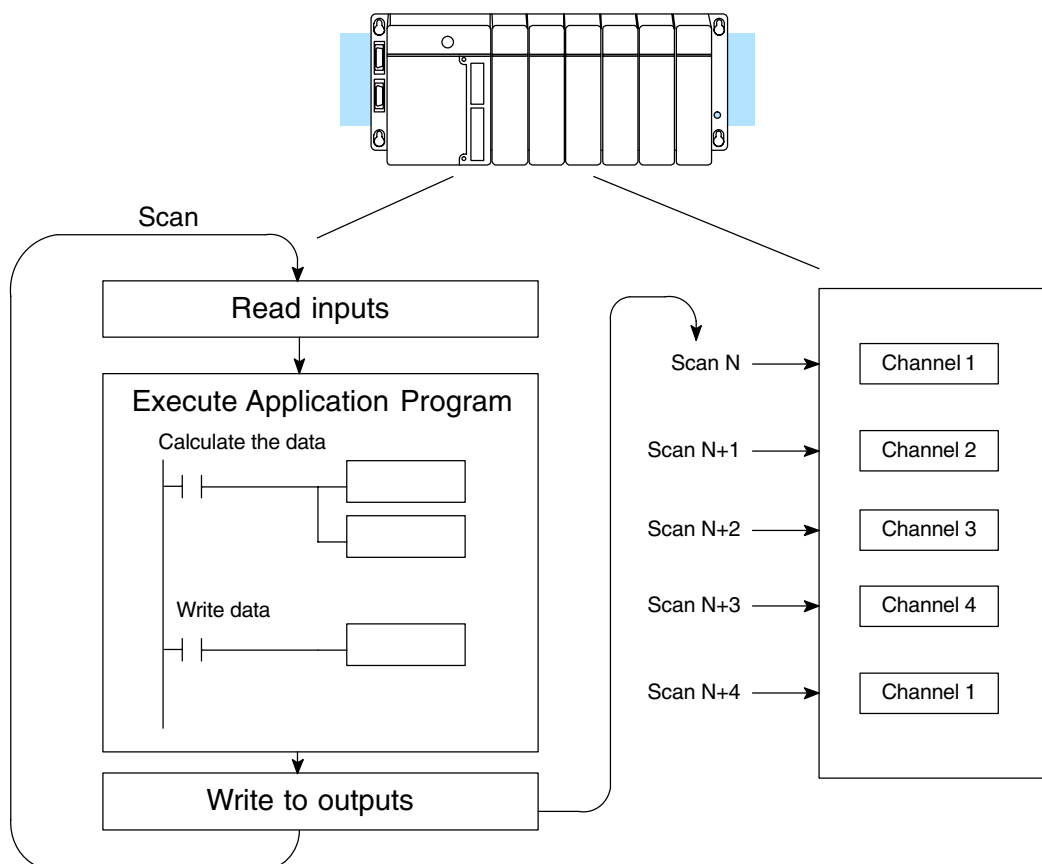 Scan
Read inputs
Execute Application Program
Calculate the data
Write data
Write to outputs
Scan N
Channel 1
Scan N+1
Channel 2
Scan N+2
Channel 3
Scan N+3
Channel 4
Scan N+4
Channel 1